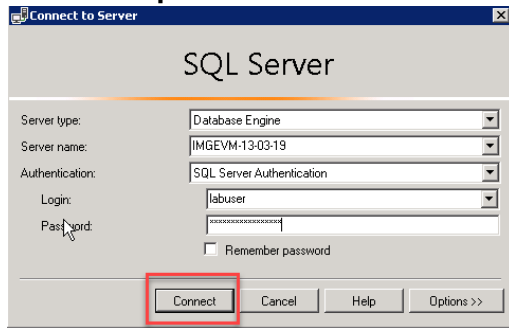 Connect to Server
SQL Server
Server type: Database Engine
Server name: IMGEVM-13-03-19
Authentication: SQL Server Authentication
Login: labuser
Password: xxxxxxxxxxxxxxxxx
Remember password
Connect Cancel Help Options >>